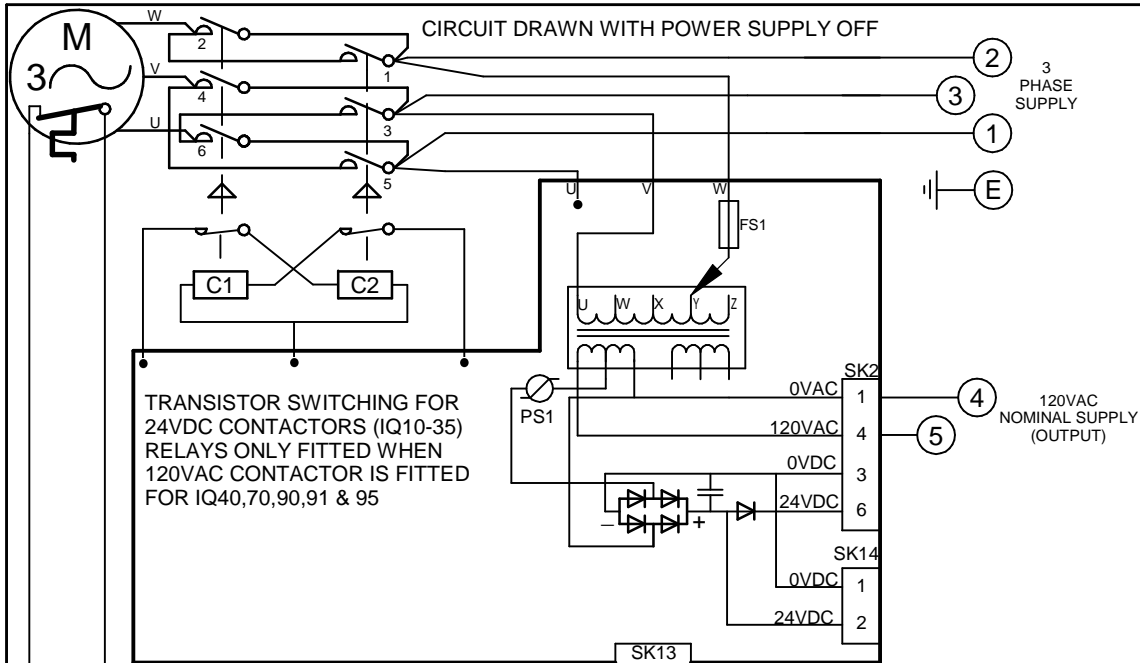 CIRCUIT DRAWN WITH POWER SUPPLY OFF
M
3
W
V
U
2
4
6
1
3
5
2
3
1
E
3
PHASE
SUPPLY
C1
C2
U
V
W
FS1
U
W
X
Y
Z
PS1
TRANSISTOR SWITCHING FOR
24VDC CONTACTORS (IQ10-35)
RELAYS ONLY FITTED WHEN
120VAC CONTACTOR IS FITTED
FOR IQ40,70,90,91 & 95
SK2
0VAC 1
120VAC 4
0VDC 3
24VDC 6
4
5
120VAC
NOMINAL SUPPLY
(OUTPUT)
− +
SK14
0VDC 1
24VDC 2
SK13